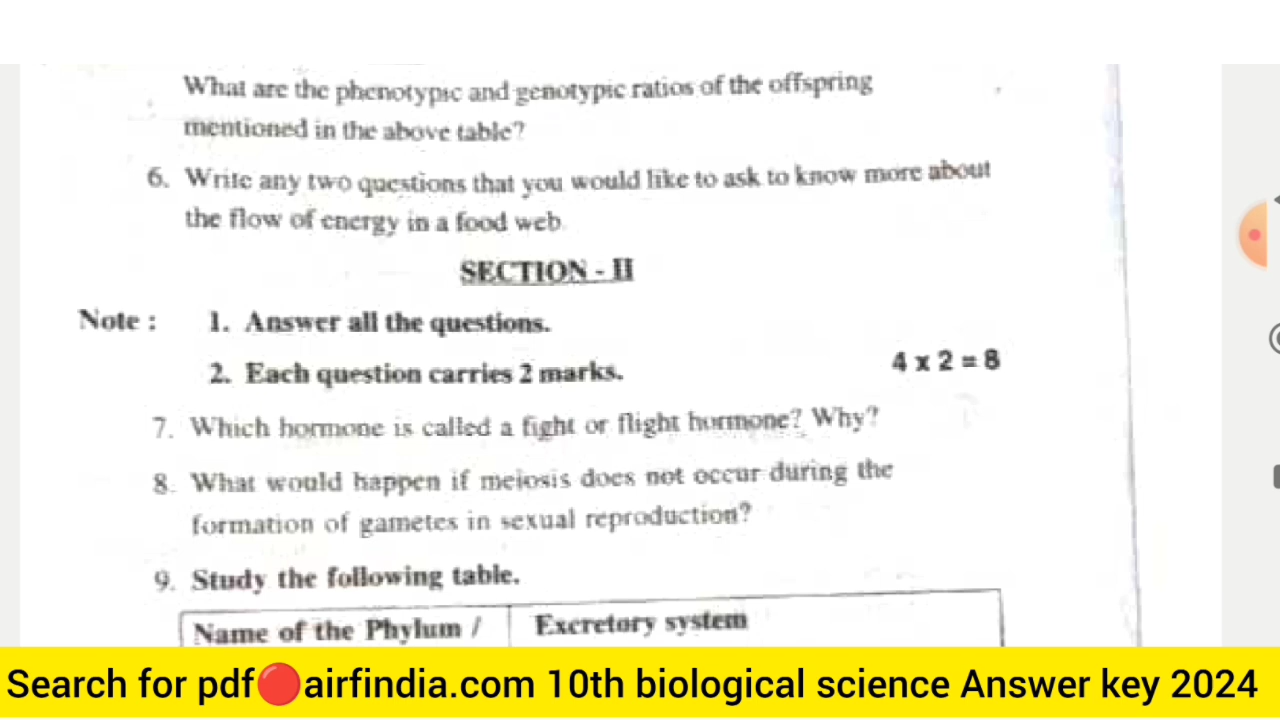 What are the phenotypic and genotypic ratios of the offspring
mentioned in the above table?
6. Write any two questions that you would like to ask to know more about
the flow of energy in a food web.
SECTION - II
Note : 1. Answer all the questions.
2. Each question carries 2 marks. 4 x 2 = 8
7. Which hormone is called a fight or flight hormone? Why?
8. What would happen if meiosis does not occur during the
formation of gametes in sexual reproduction?
9. Study the following table.
Name of the Phylum / Excretory system
Search for pdf🔴airfindia.com 10th biological science Answer key 2024